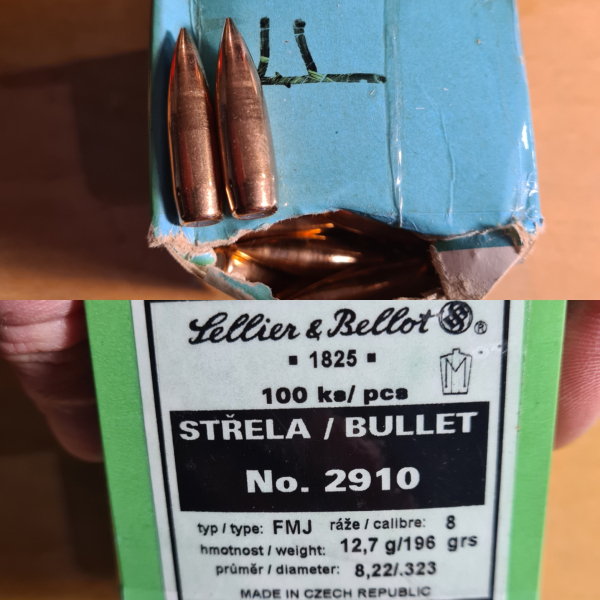 Sellier & Bellot ®
▪ 1825 ▪
100 ks/ pcs
STŘELA / BULLET
No. 2910
typ / type: FMJ ráže / calibre: 8
hmotnost / weight: 12,7 g/196 grs
průměr / diameter: 8,22/.323
MADE IN CZECH REPUBLIC